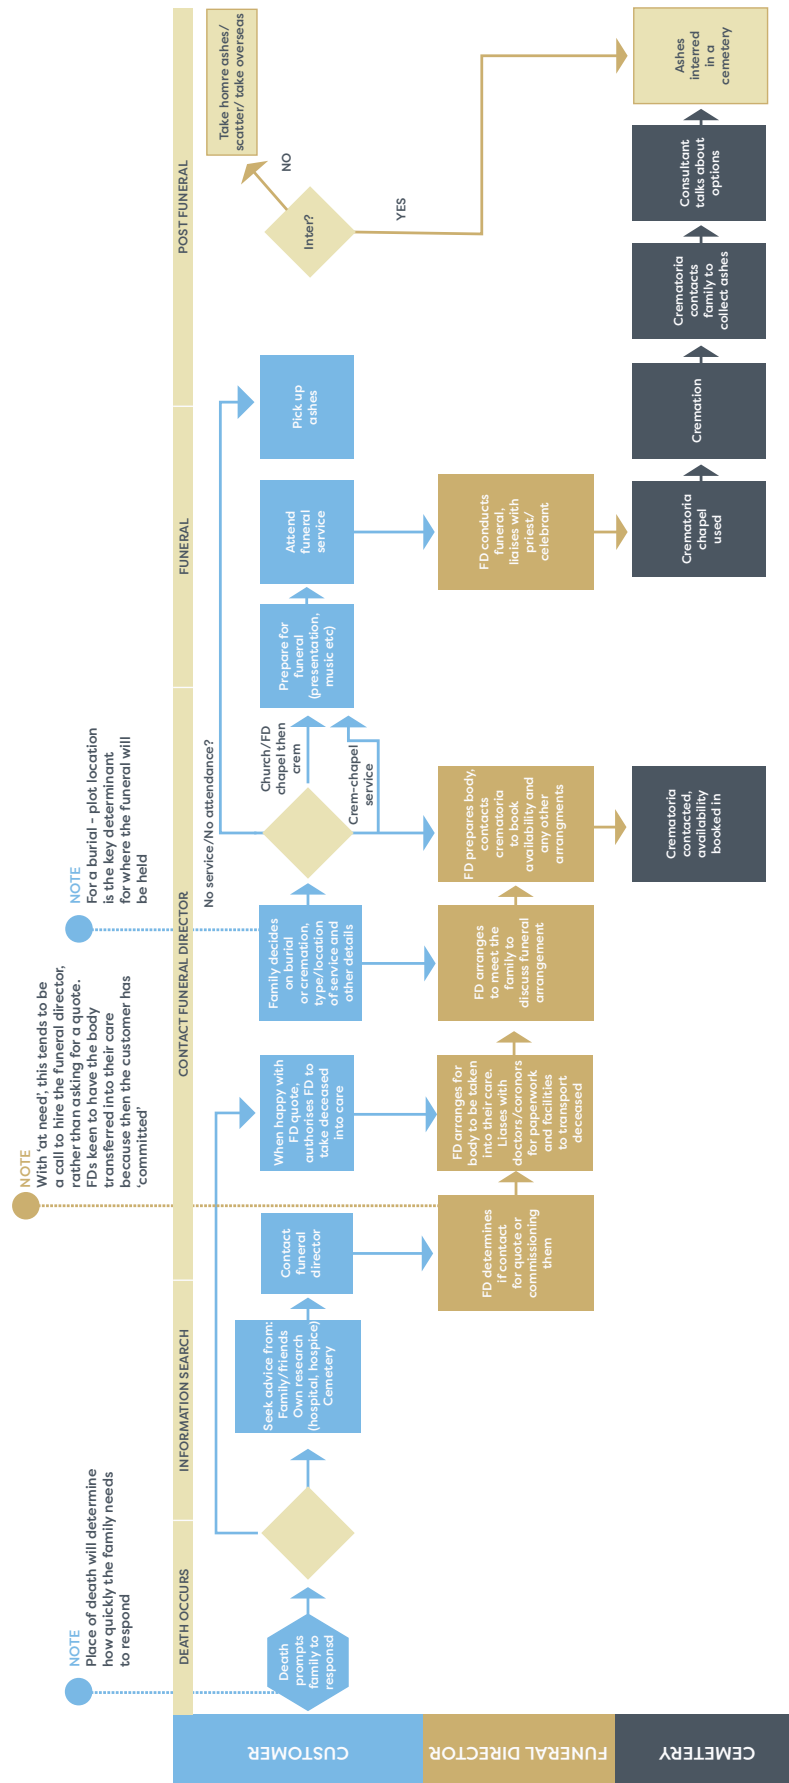 NOTE
Place of death will determine
how quickly the family needs
to respond
NOTE
With ‘at need’, this tends to be
a call to hire the funeral director,
rather than asking for a quote.
FDs keen to have the body
transferred into their care
because then the customer has
‘committed’
NOTE
For a burial - plot location
is the key determinant
for where the funeral will
be held
DEATH OCCURS
INFORMATION SEARCH
CONTACT FUNERAL DIRECTOR
FUNERAL
POST FUNERAL
CUSTOMER
Death
prompts
family to
responsd
Seek advice from:
Family/friends
Own research
(hospital, hospice)
Cemetery
Contact
funeral
director
When happy with
FD quote,
authorises FD to
take deceased
into care
Family decides
on burial
or cremation,
type/location
of service and
other details
No service/No attendance?
Church/FD
chapel then
crem
Crem-chapel
service
Prepare for
funeral
(presentation,
music etc)
Attend
funeral
service
Pick up
ashes
Inter?
NO
YES
Take homre ashes/
scatter/ take overseas
FUNERAL DIRECTOR
FD determines
if contact
for quote or
commissioning
them
FD arranges for
body to be taken
into their care.
Liases with
doctors/coronors
for paperwork
and facilities
to transport
deceased
FD arranges
to meet the
family to
discuss funeral
arrangement
FD prepares body,
contacts
crematoria
to book
availability and
any other
arrangments
FD conducts
funeral,
liaises with
priest/
celebrant
CEMETERY
Crematoria
contacted,
availability
booked in
Crematoria
chapel
used
Cremation
Crematoria
contacts
family to
collect ashes
Consultant
talks about
options
Ashes
interred
in a
cemetery